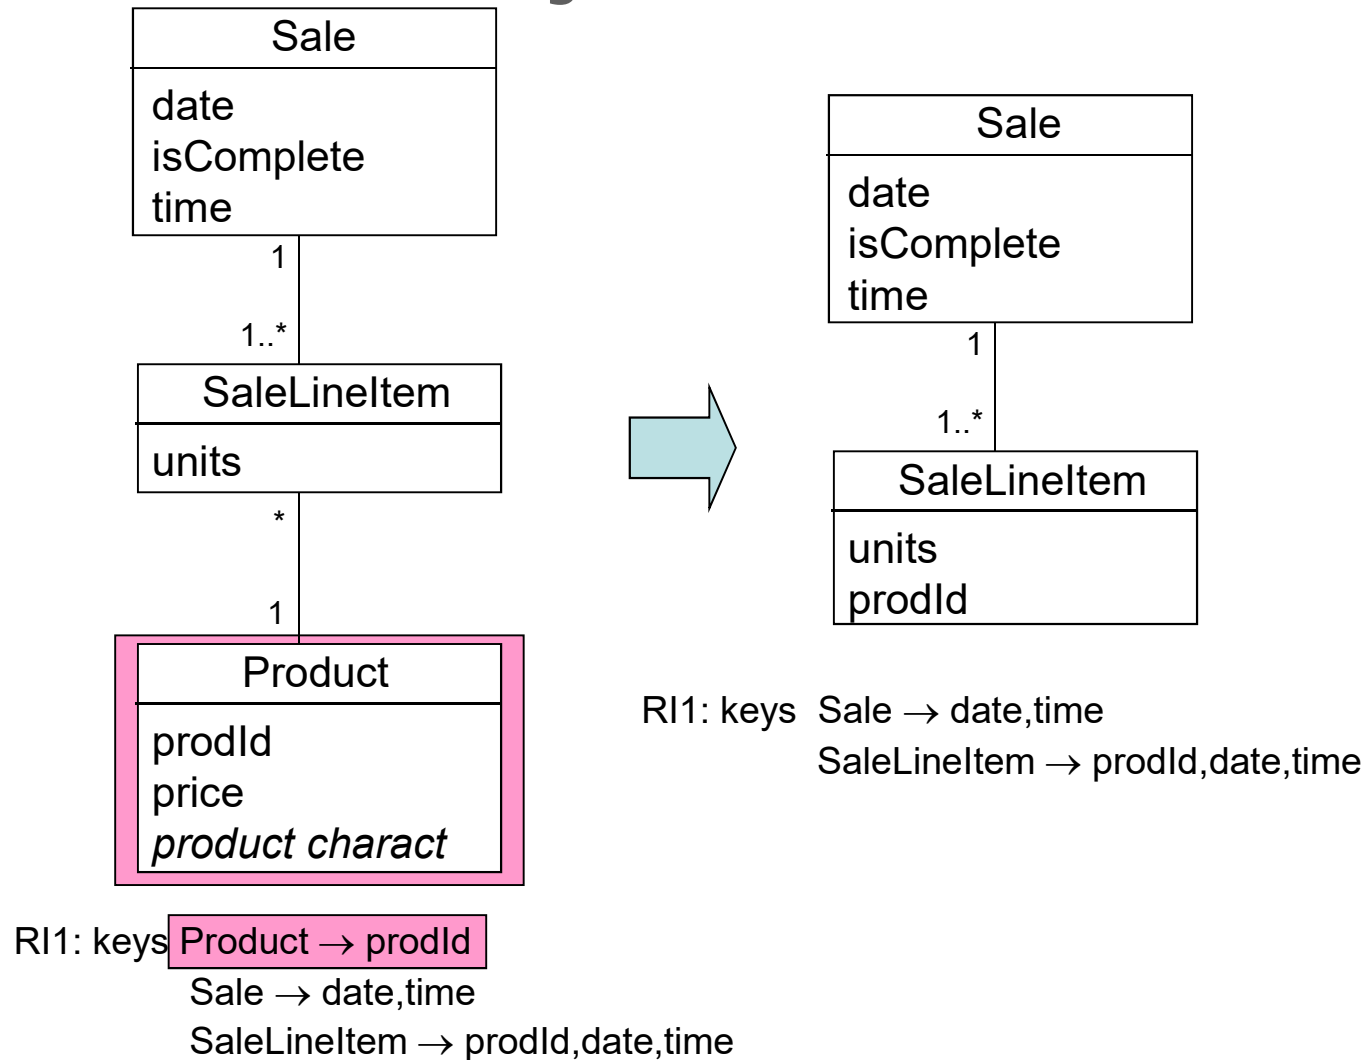 Sale
date
isComplete
time
1
1..*
SaleLineItem
units
*
1
Product
prodId
price
product charact
RI1: keys Product → prodId
Sale → date,time
SaleLineItem → prodId,date,time
Sale
date
isComplete
time
1
1..*
SaleLineItem
units
prodId
RI1: keys Sale → date,time
SaleLineItem → prodId,date,time